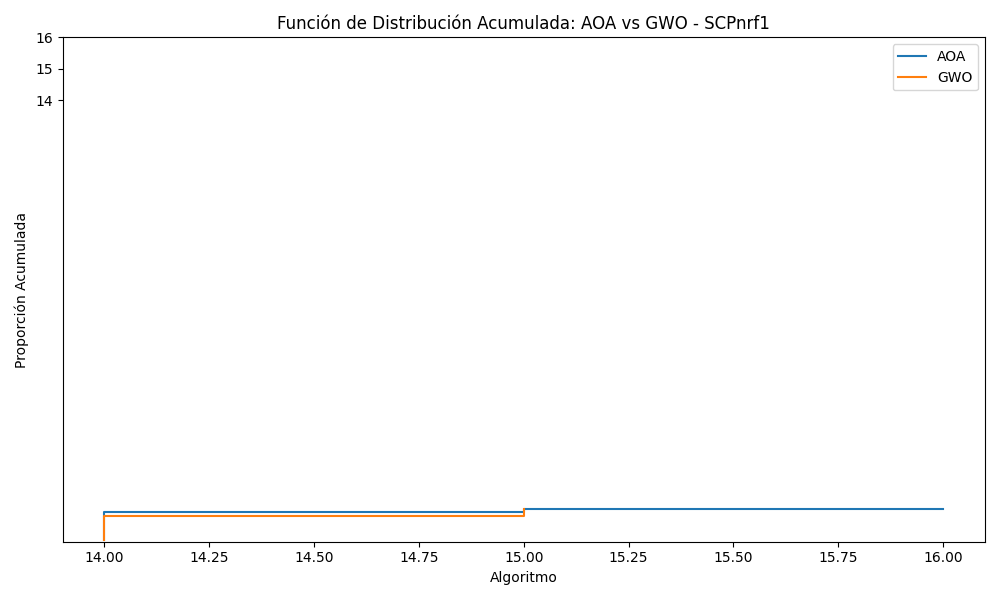 Función de Distribución Acumulada: AOA vs GWO - SCPnrf1
16
15
14
AOA
GWO
Proporción Acumulada
14.00 14.25 14.50 14.75 15.00 15.25 15.50 15.75 16.00
Algoritmo